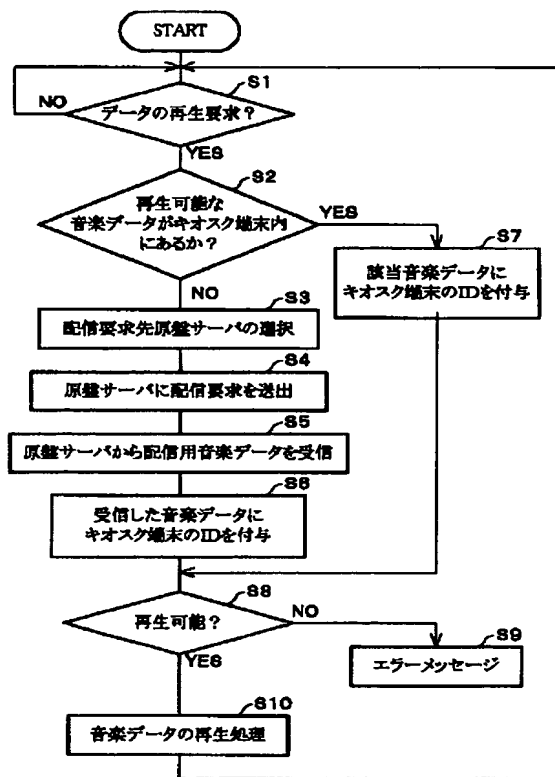 START
S1
NO
データの再生要求？
YES
S2
再生可能な
音楽データがキオスク端末内
にあるか？
YES
S7
該当音楽データに
キオスク端末のIDを付与
NO
S3
配信要求先原盤サーバの選択
S4
原盤サーバに配信要求を送出
S5
原盤サーバから配信用音楽データを受信
S6
受信した音楽データに
キオスク端末のIDを付与
S8
再生可能？
NO
S9
エラーメッセージ
YES
S10
音楽データの再生処理